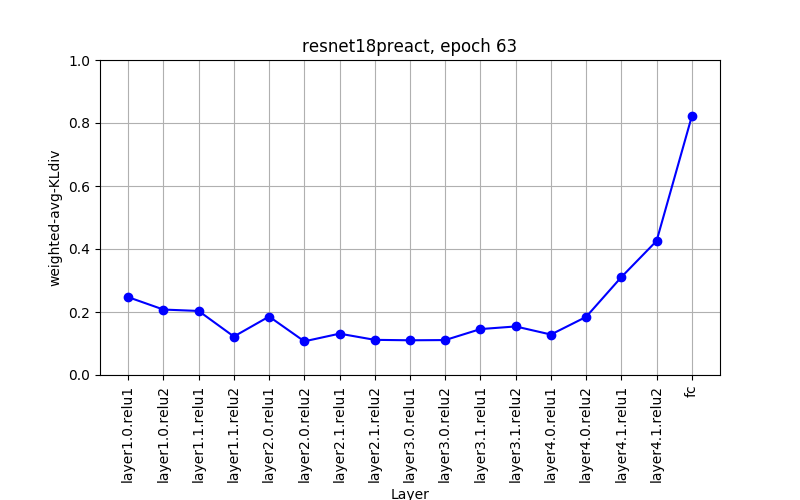 resnet18preact, epoch 63
weighted-avg-KLdiv
1.0
0.8
0.6
0.4
0.2
0.0
layer1.0.relu1
layer1.0.relu2
layer1.1.relu1
layer1.1.relu2
layer2.0.relu1
layer2.0.relu2
layer2.1.relu1
layer2.1.relu2
layer3.0.relu1
layer3.0.relu2
layer3.1.relu1
layer3.1.relu2
layer4.0.relu1
layer4.0.relu2
layer4.1.relu1
layer4.1.relu2
fc
Layer